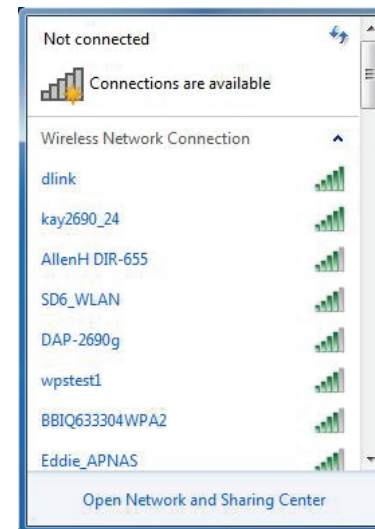 Not connected
Connections are available
Wireless Network Connection
dlink
kay2690_24
AllenH DIR-655
SD6_WLAN
DAP-2690g
wpstest1
BBIQ633304WPA2
Eddie_APNAS
Open Network and Sharing Center